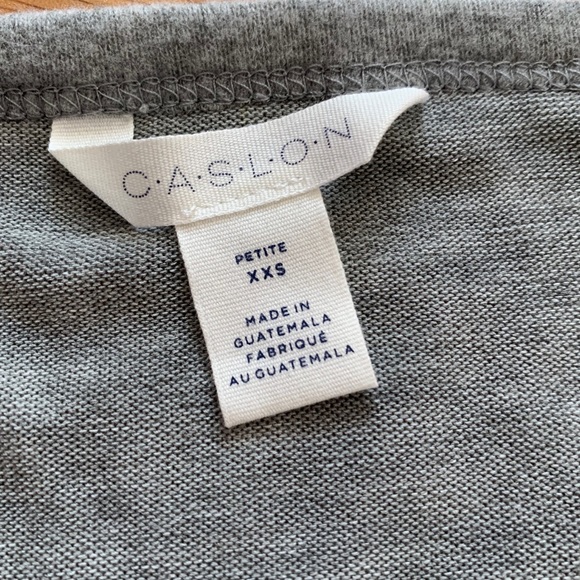 C·A·S·L·O·N
PETITE
XXS
MADE IN
GUATEMALA
FABRIQUÉ
AU GUATEMALA